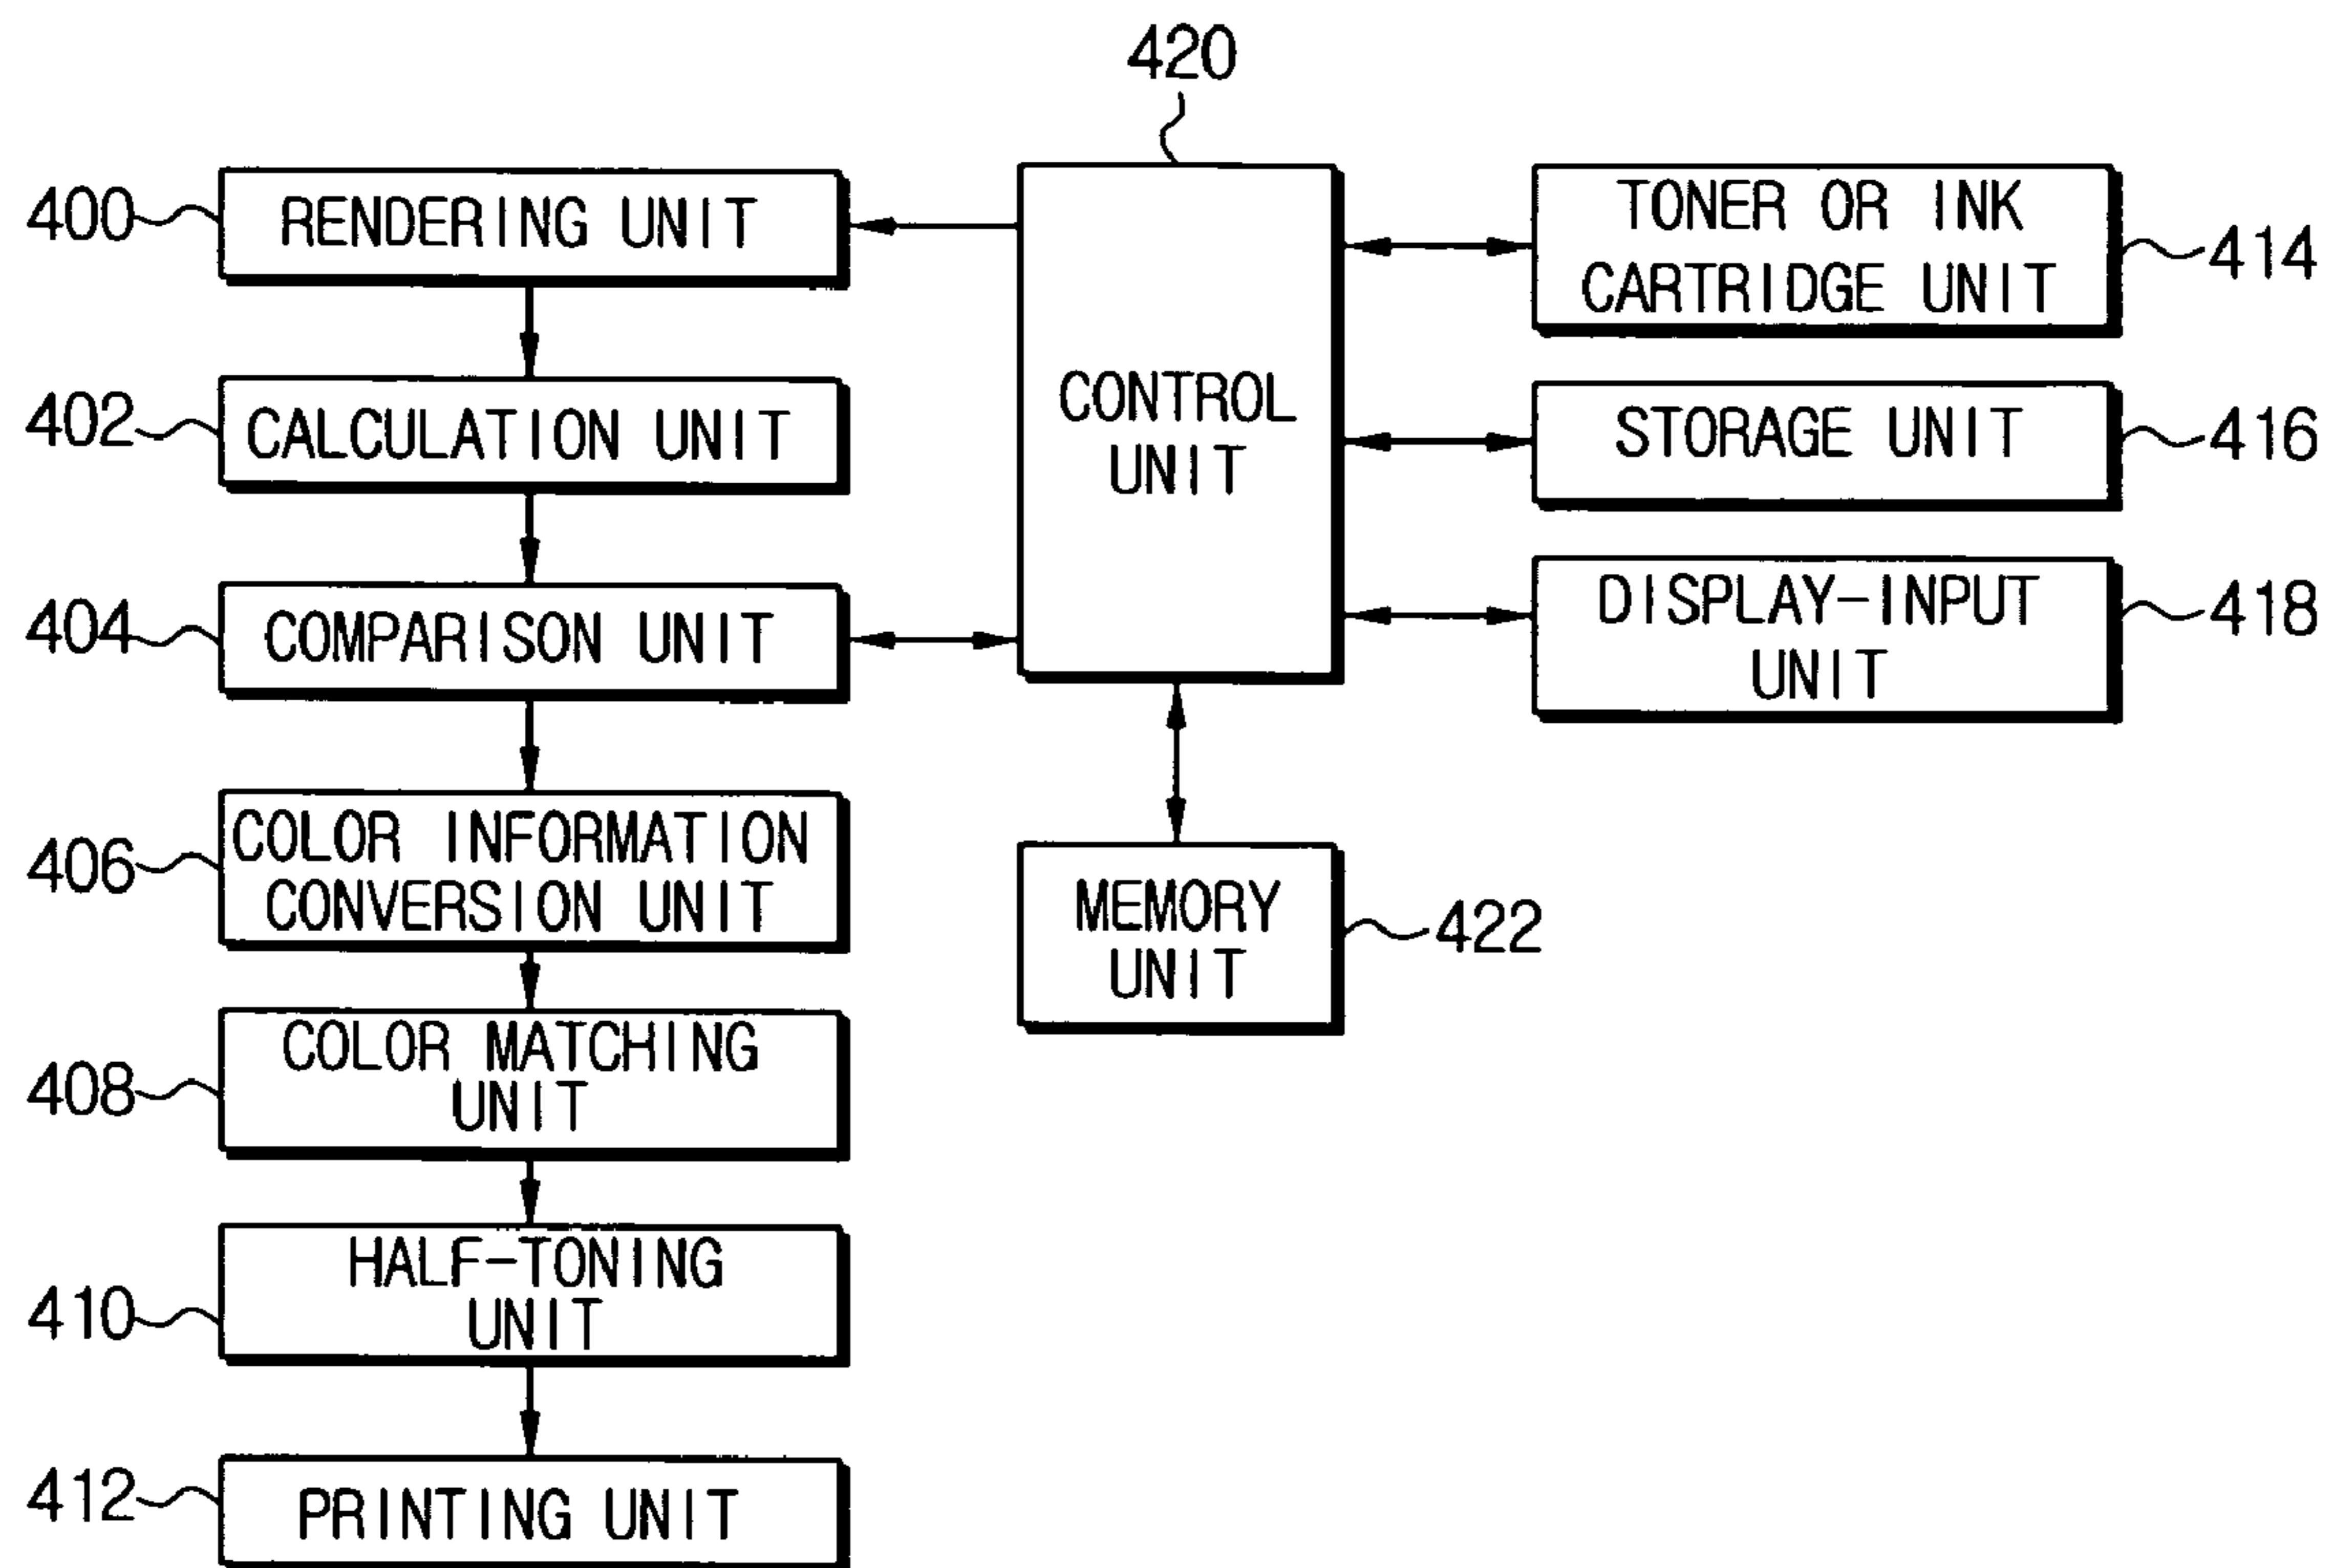 420
400
RENDERING UNIT
402
CALCULATION UNIT
404
COMPARISON UNIT
406
COLOR INFORMATION
CONVERSION UNIT
408
COLOR MATCHING
UNIT
410
HALF-TONING
UNIT
412
PRINTING UNIT
CONTROL
UNIT
MEMORY
UNIT
422
TONER OR INK
CARTRIDGE UNIT
414
STORAGE UNIT
416
DISPLAY-INPUT
UNIT
418